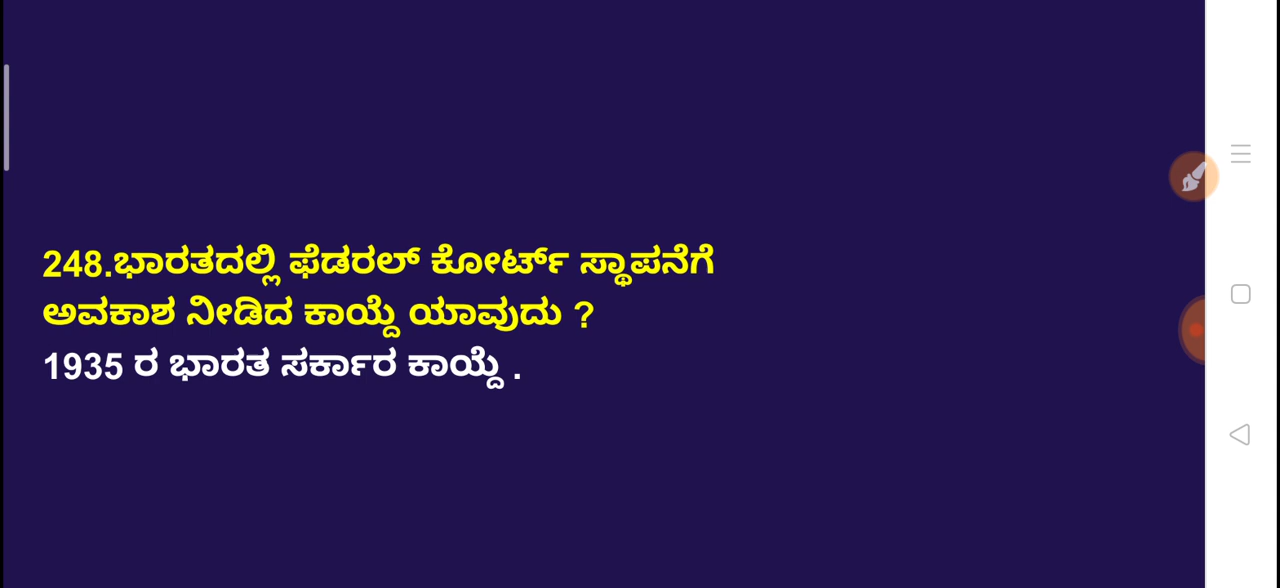 248.ಭಾರತದಲ್ಲಿ ಫೆಡರಲ್ ಕೋರ್ಟ್ ಸ್ಥಾಪನೆಗೆ
ಅವಕಾಶ ನೀಡಿದ ಕಾಯ್ದೆ ಯಾವುದು ?
1935 ರ ಭಾರತ ಸರ್ಕಾರ ಕಾಯ್ದೆ .